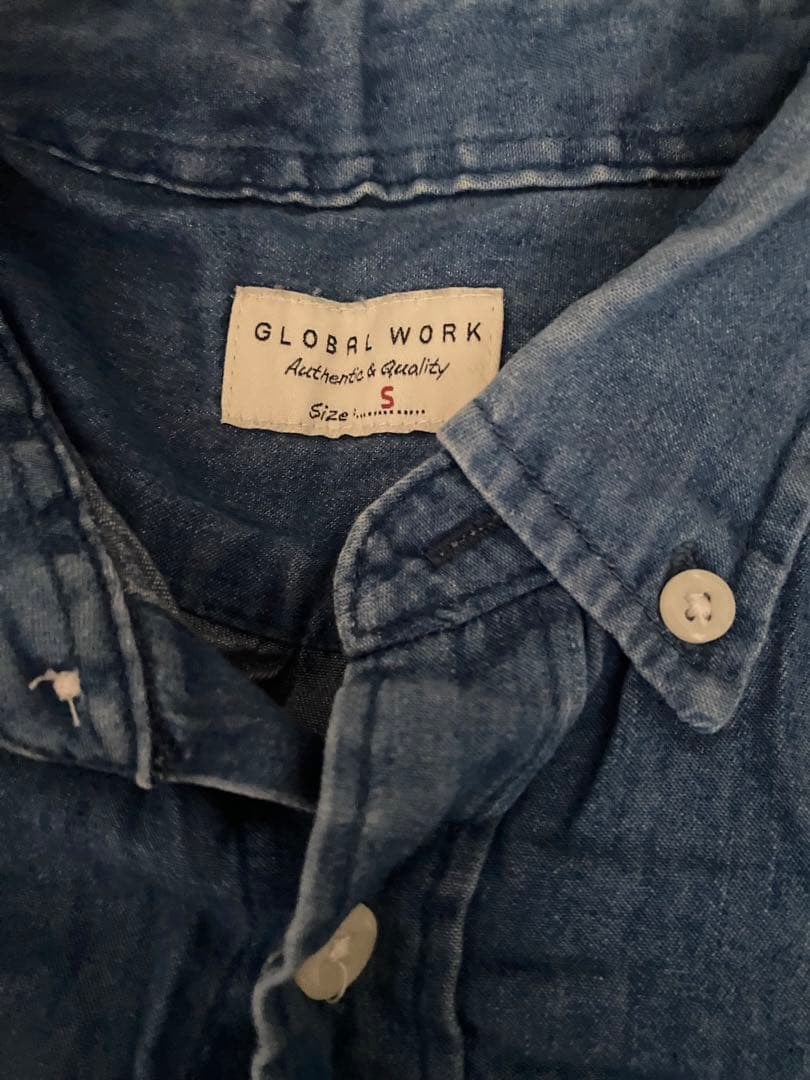 GLOBAL WORK
Authentic & Quality
Size:...S......